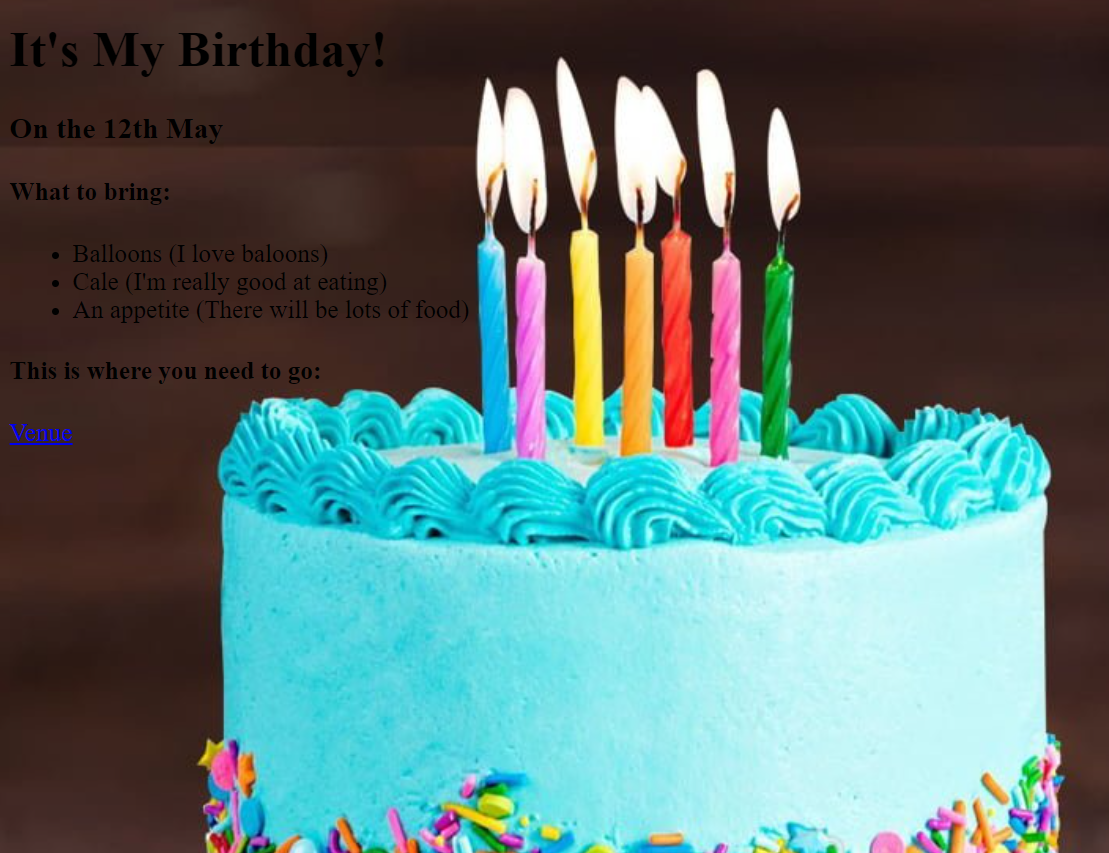 It's My Birthday!
On the 12th May
What to bring:
Balloons (I love baloons)
Cale (I'm really good at eating)
An appetite (There will be lots of food)
This is where you need to go:
Venue